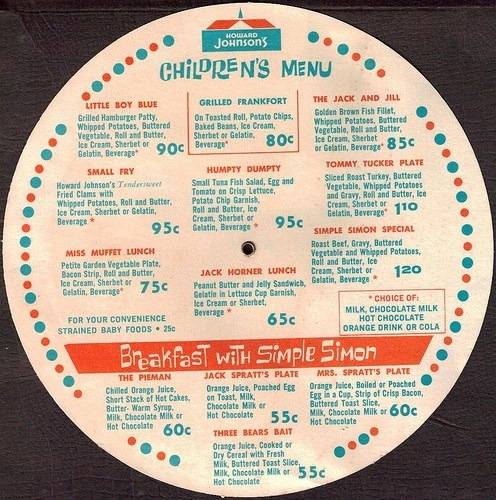 HOWARD
JOHNSON'S
CHILDREN'S MENU
LITTLE BOY BLUE
Grilled Hamburger Patty,
Whipped Potatoes, Buttered
Vegetable, Roll and Butter,
Ice Cream, Sherbet or
Gelatin, Beverage* 90c
GRILLED FRANKFORT
On Toasted Roll, Potato Chips,
Baked Beans, Ice Cream,
Sherbet or Gelatin,
Beverage* 80c
THE JACK AND JILL
Golden Brown Fish Fillet,
Whipped Potatoes, Buttered
Vegetable, Roll and Butter,
Ice Cream, Sherbet
or Gelatin, Beverage* 85c
SMALL FRY
Howard Johnson's Tendersweet
Fried Clams with
Whipped Potatoes, Roll and Butter,
Ice Cream, Sherbet or Gelatin,
Beverage * 95c
HUMPTY DUMPTY
Small Tuna Fish Salad, Egg and
Tomato on Crisp Lettuce,
Potato Chip Garnish,
Roll and Butter, Ice
Cream, Sherbet or
Gelatin, Beverage* 95c
TOMMY TUCKER PLATE
Sliced Roast Turkey, Buttered
Vegetable, Whipped Potatoes
and Gravy, Roll and Butter, Ice
Cream, Sherbet or
Gelatin, Beverage* 110
MISS MUFFET LUNCH
Petite Garden Vegetable Plate,
Bacon Strip, Roll and Butter,
Ice Cream, Sherbet or
Gelatin, Beverage* 75c
JACK HORNER LUNCH
Peanut Butter and Jelly Sandwich,
Gelatin in Lettuce Cup Garnish,
Ice Cream or Sherbet,
Beverage * 65c
SIMPLE SIMON SPECIAL
Roast Beef, Gravy, Buttered
Vegetable and Whipped Potatoes,
Roll and Butter, Ice
Cream, Sherbet or
Gelatin, Beverage * 120
FOR YOUR CONVENIENCE
STRAINED BABY FOODS • 25c
* CHOICE OF:
MILK, CHOCOLATE MILK
HOT CHOCOLATE
ORANGE DRINK OR COLA
Breakfast with Simple Simon
THE PIEMAN
Chilled Orange Juice,
Short Stack of Hot Cakes,
Butter- Warm Syrup,
Milk, Chocolate Milk or
Hot Chocolate 60c
JACK SPRATT'S PLATE
Orange Juice, Poached Egg
on Toast, Milk,
Chocolate Milk or
Hot Chocolate 55c
MRS. SPRATT'S PLATE
Orange Juice, Boiled or Poached
Egg in a Cup, Strip of Crisp Bacon,
Buttered Toast Slice,
Milk, Chocolate Milk or
Hot Chocolate 60c
THREE BEARS BAIT
Orange Juice, Cooked or
Dry Cereal with Fresh
Milk, Buttered Toast Slice,
Milk, Chocolate Milk or
Hot Chocolate 55c